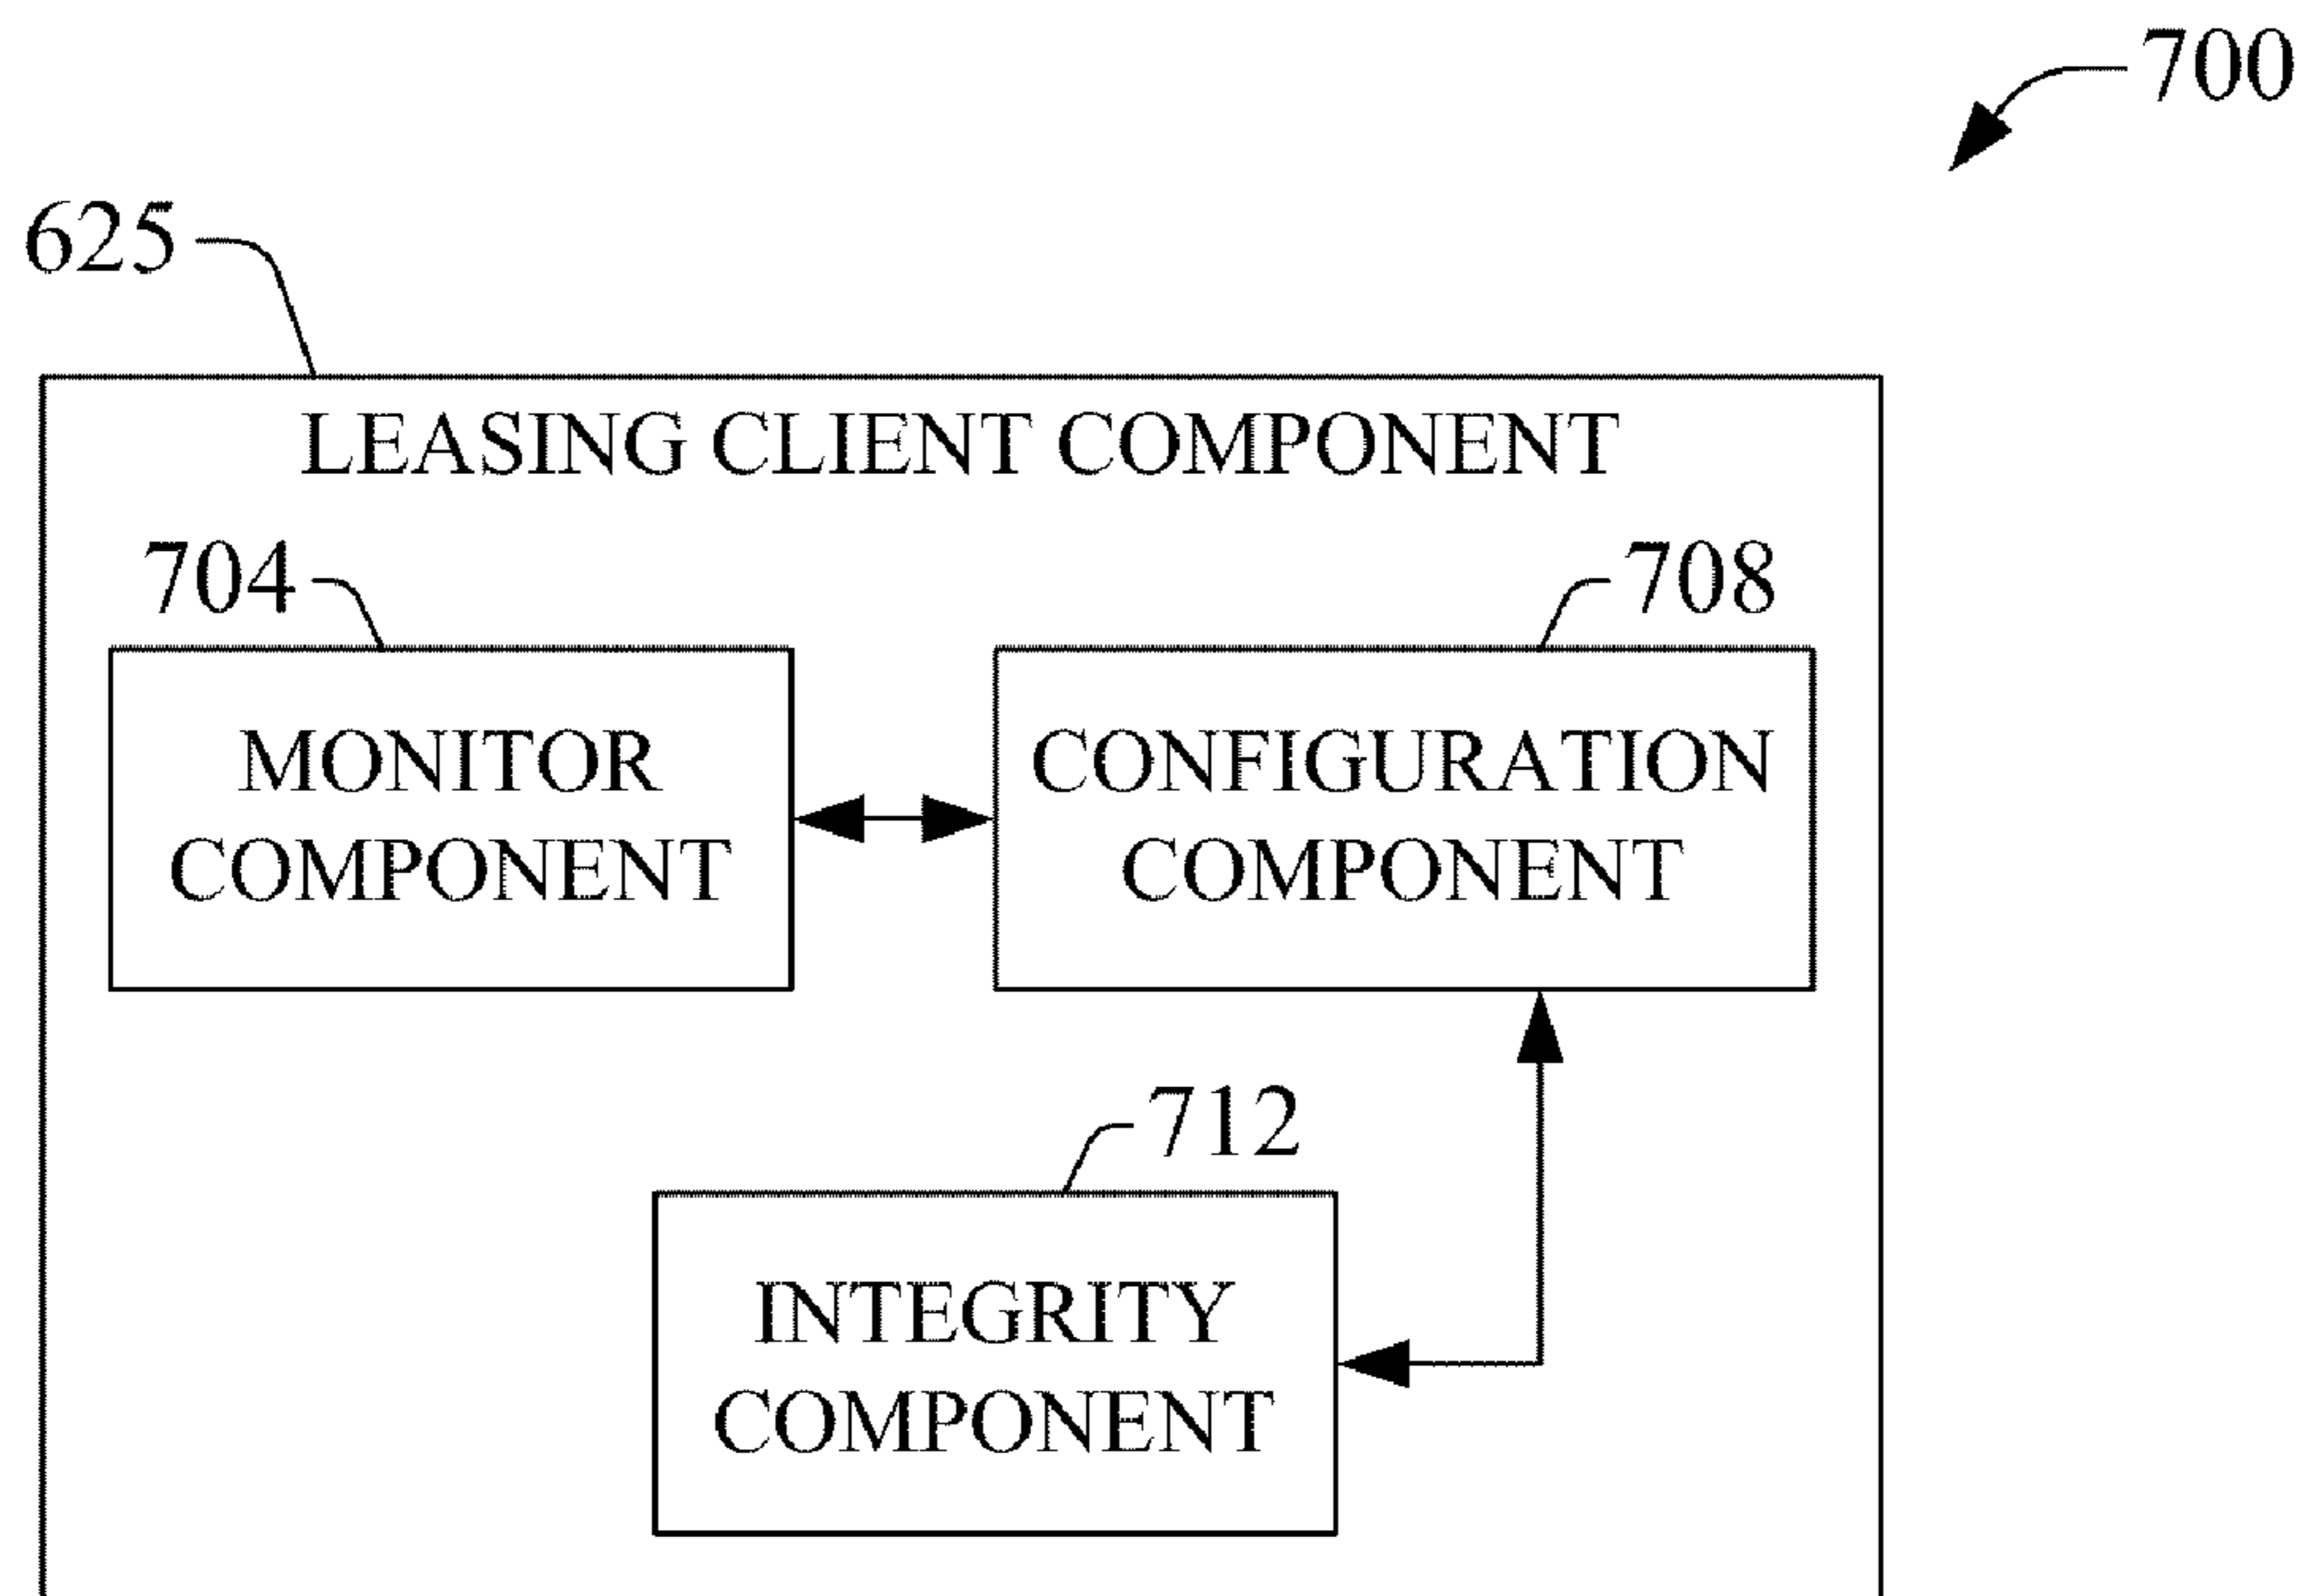 700
625
LEASING CLIENT COMPONENT
704
708
MONITOR
COMPONENT
CONFIGURATION
COMPONENT
712
INTEGRITY
COMPONENT